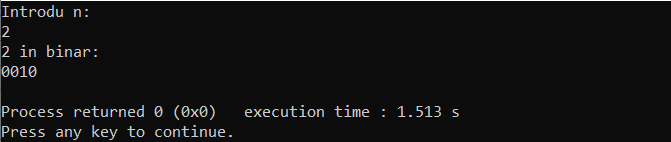 Introdu n:
2
2 in binar:
0010
Process returned 0 (0x0)   execution time : 1.513 s
Press any key to continue.